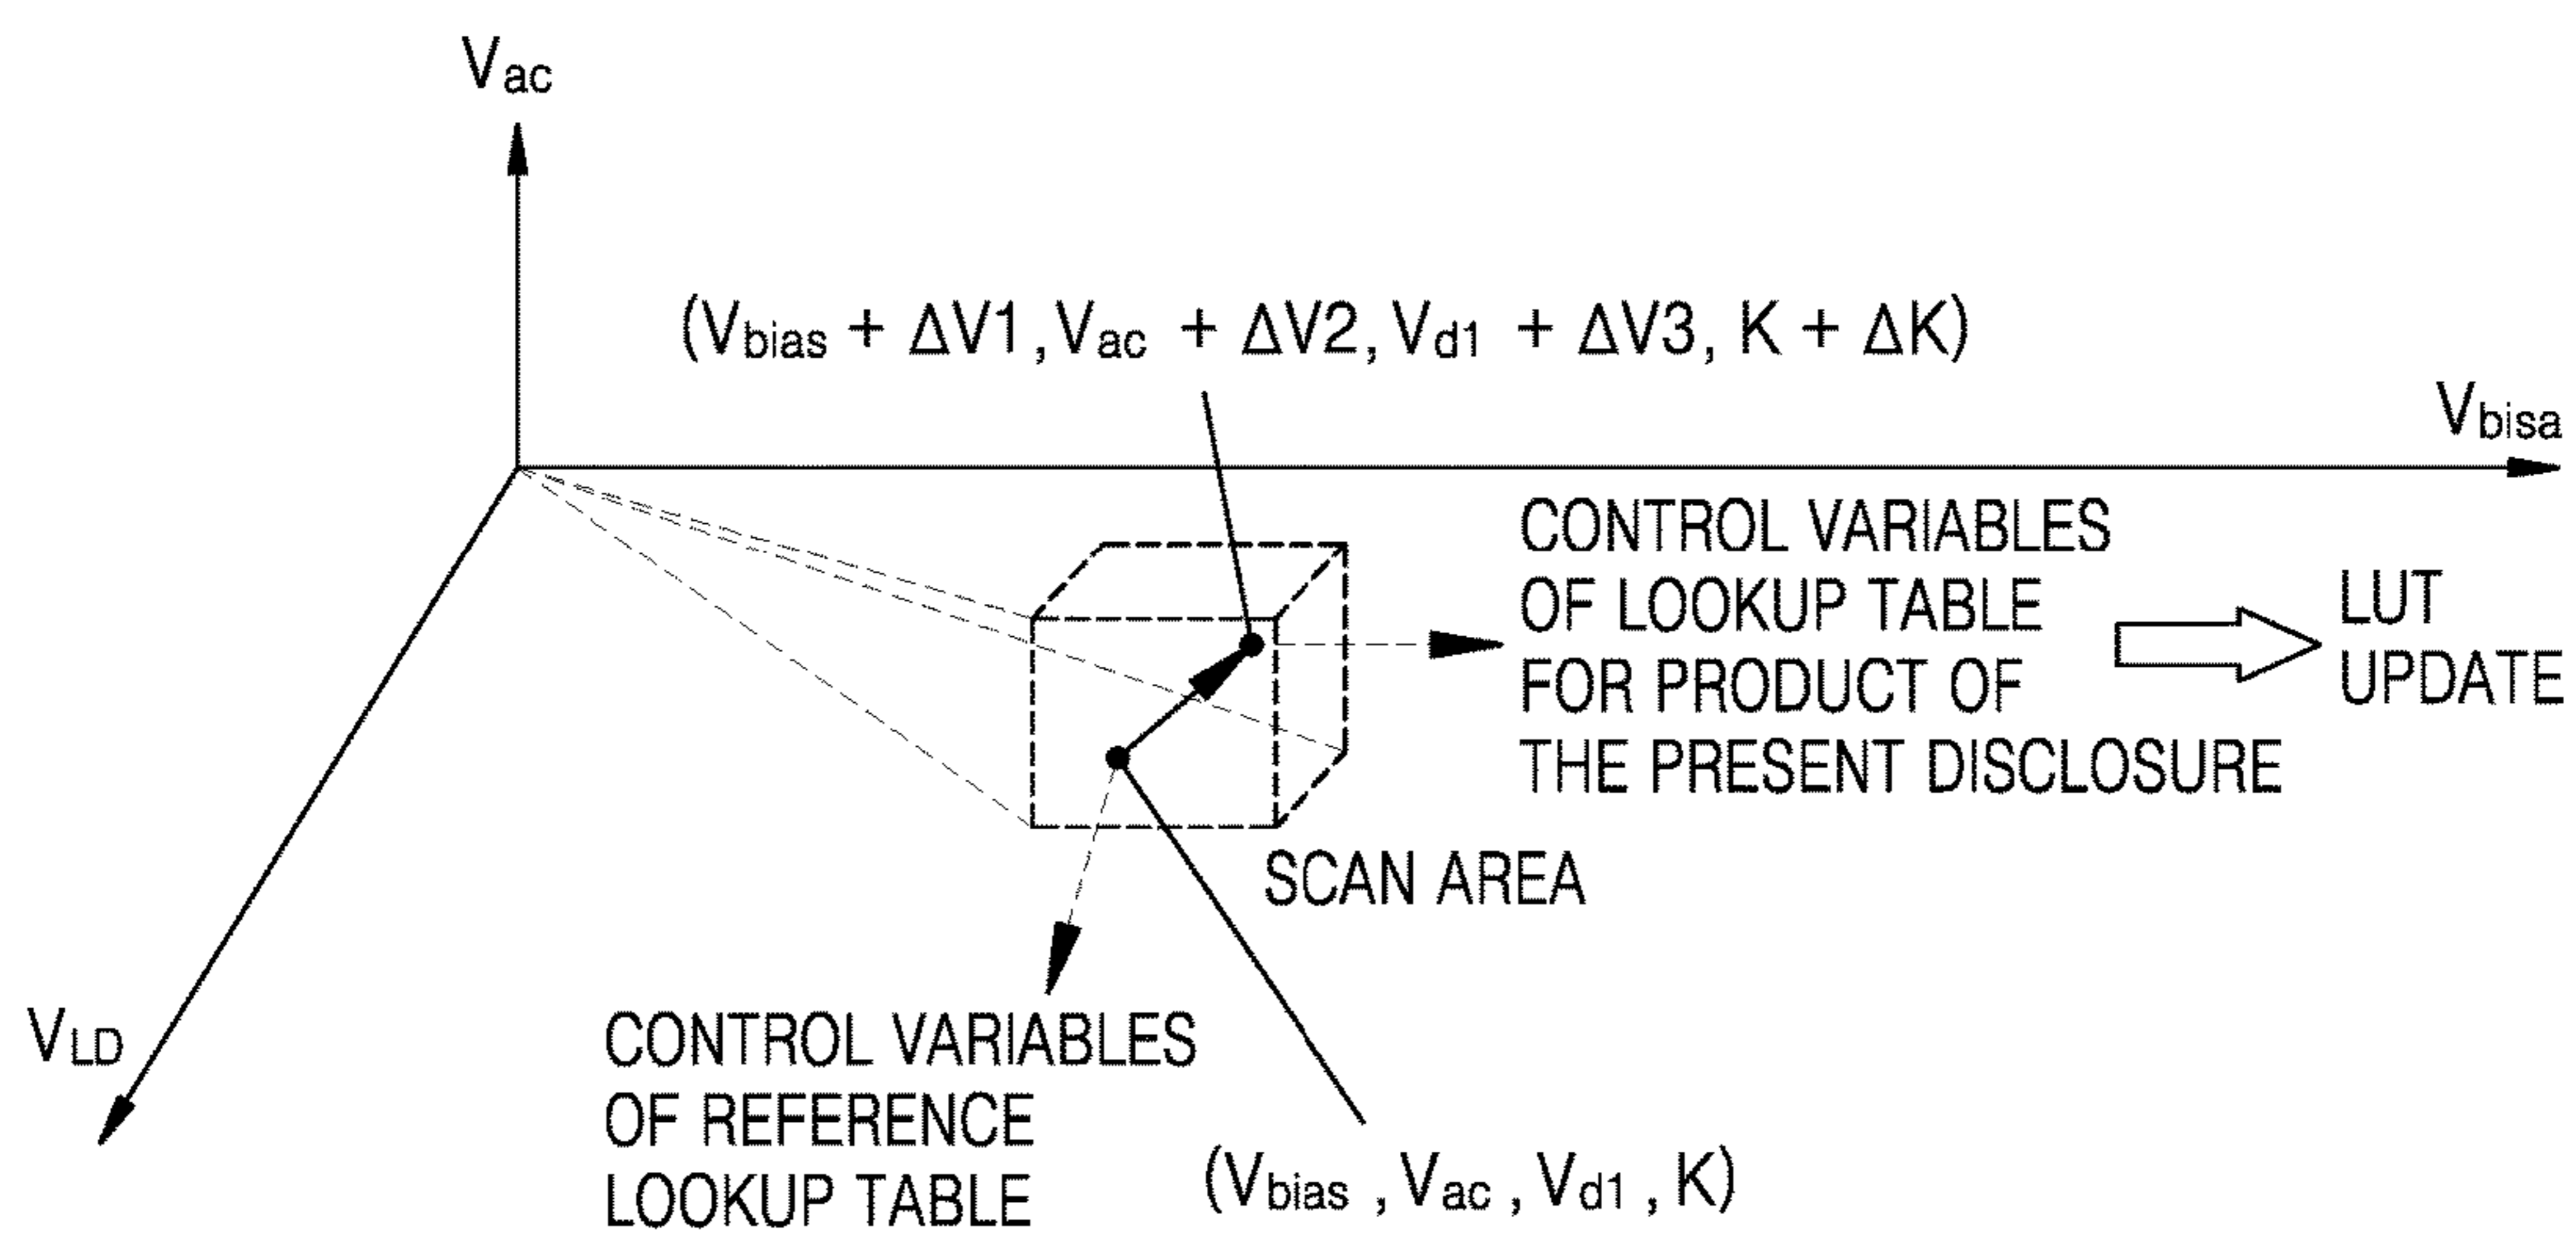 Vac
(Vbias + ΔV1, Vac + ΔV2, Vd1 + ΔV3, K + ΔK)
Vbisa
CONTROL VARIABLES
OF LOOKUP TABLE
FOR PRODUCT OF
THE PRESENT DISCLOSURE
LUT
UPDATE
SCAN AREA
VLD
CONTROL VARIABLES
OF REFERENCE
LOOKUP TABLE
(Vbias , Vac , Vd1 , K)